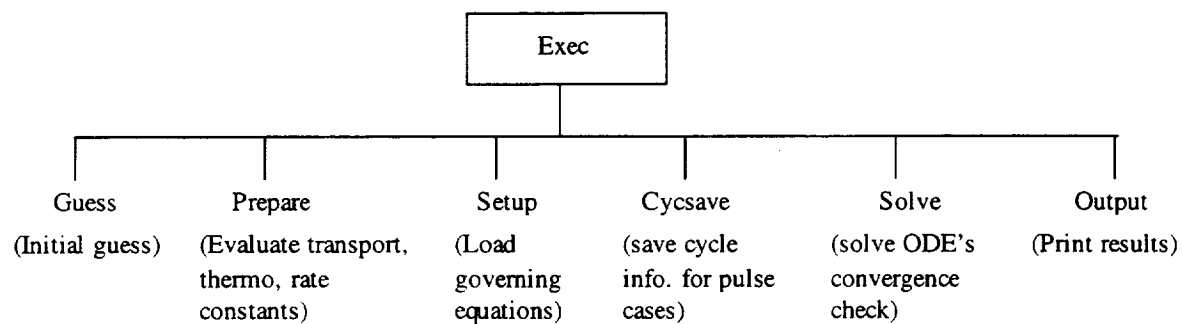 Exec
Guess
(Initial guess)
Prepare
(Evaluate transport,
thermo, rate
constants)
Setup
(Load
governing
equations)
Cycsave
(save cycle
info. for pulse
cases)
Solve
(solve ODE's
convergence
check)
Output
(Print results)